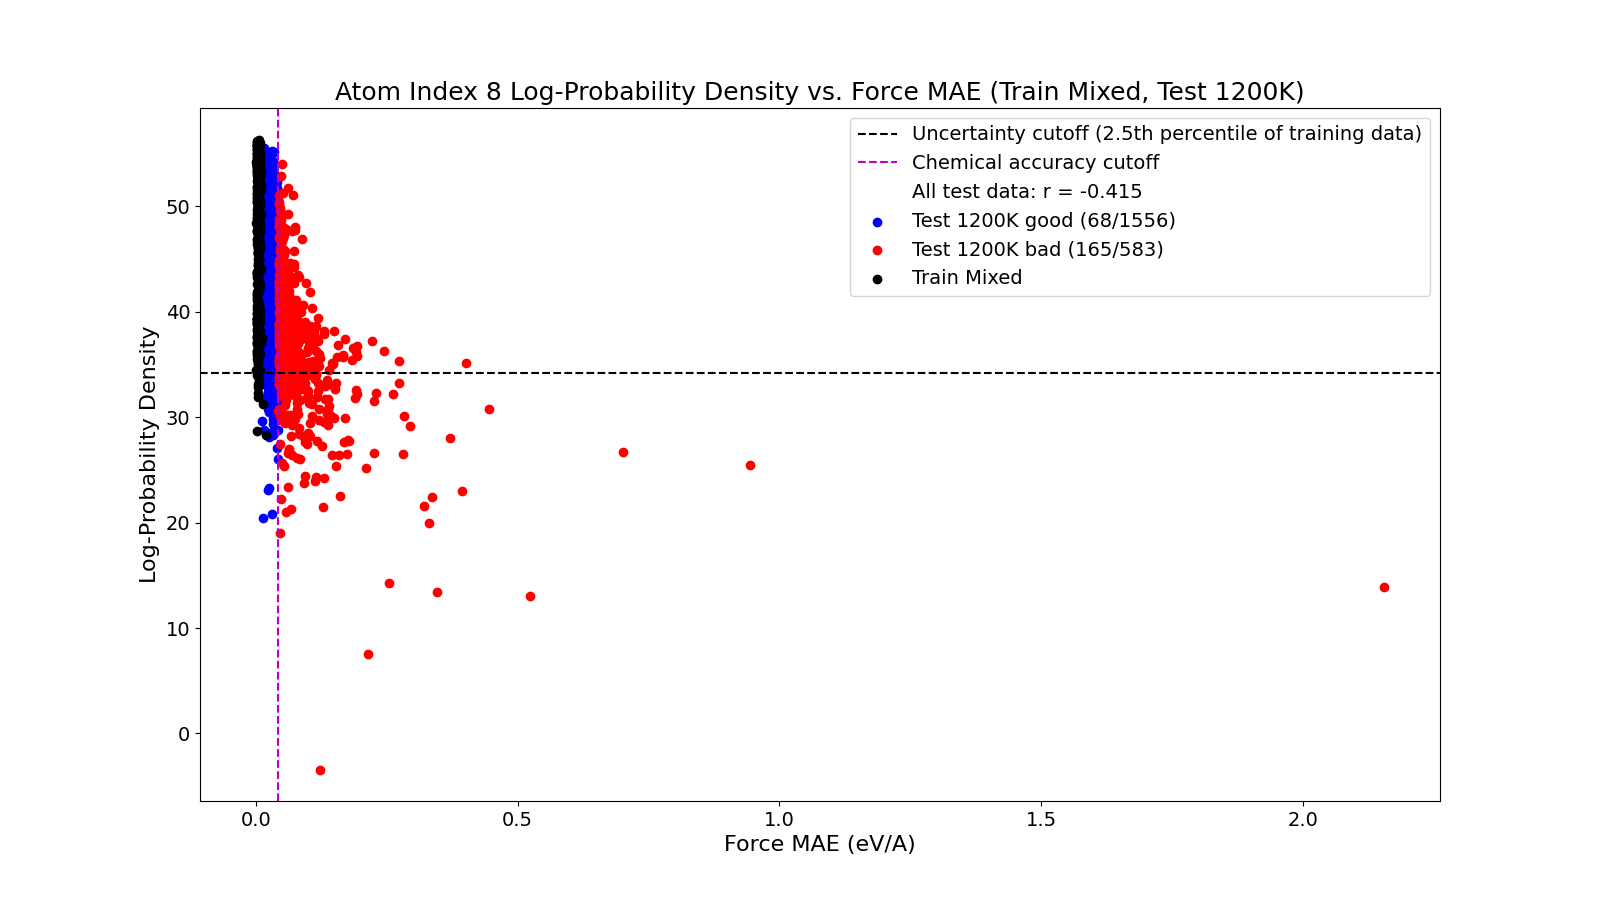 Atom Index 8 Log-Probability Density vs. Force MAE (Train Mixed, Test 1200K)
Uncertainty cutoff (2.5th percentile of training data)
Chemical accuracy cutoff
All test data: r = -0.415
Test 1200K good (68/1556)
Test 1200K bad (165/583)
Train Mixed
Log-Probability Density
50
40
30
20
10
0
0.0
0.5
1.0
1.5
2.0
Force MAE (eV/A)